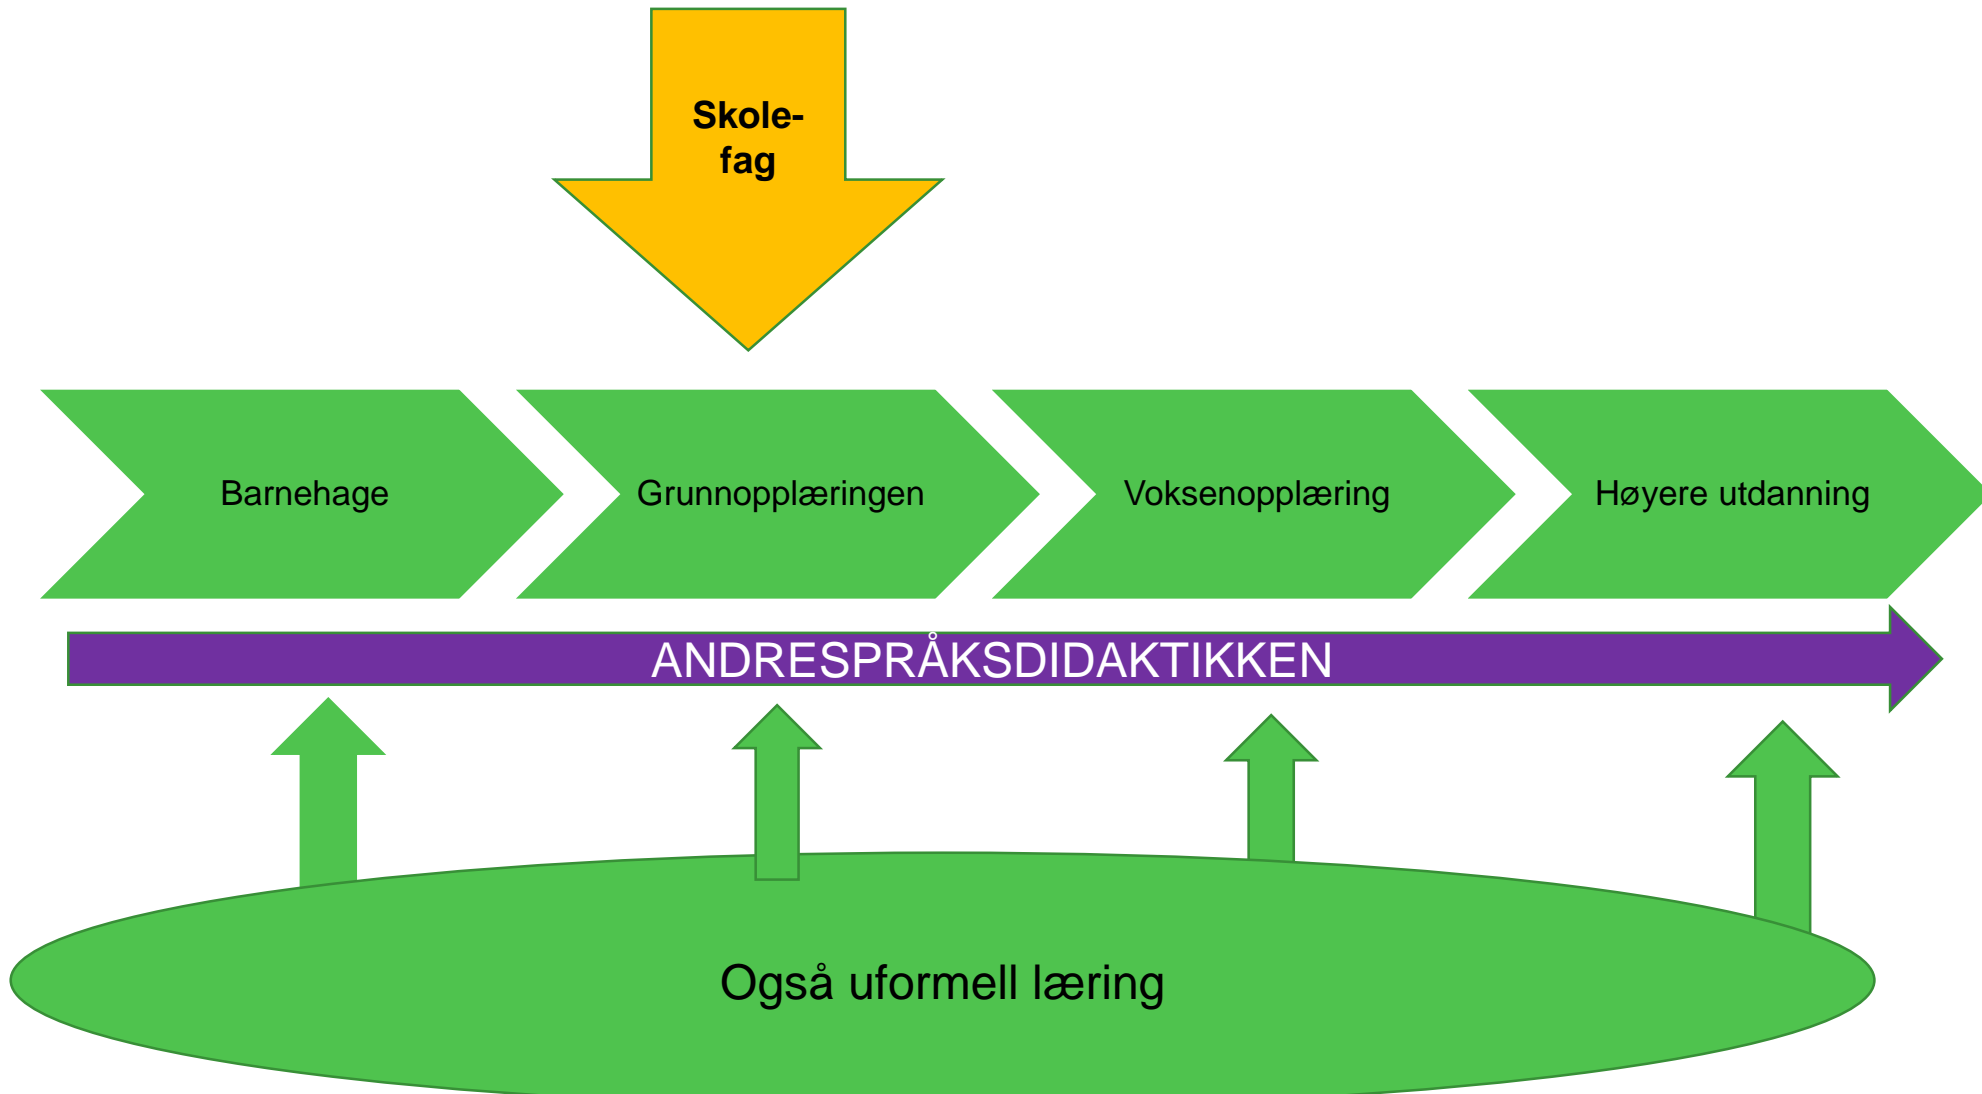 Skole-
fag
Barnehage
Grunnopplæringen
Voksenopplæring
Høyere utdanning
ANDRESPRÅKSDIDAKTIKKEN
Også uformell læring